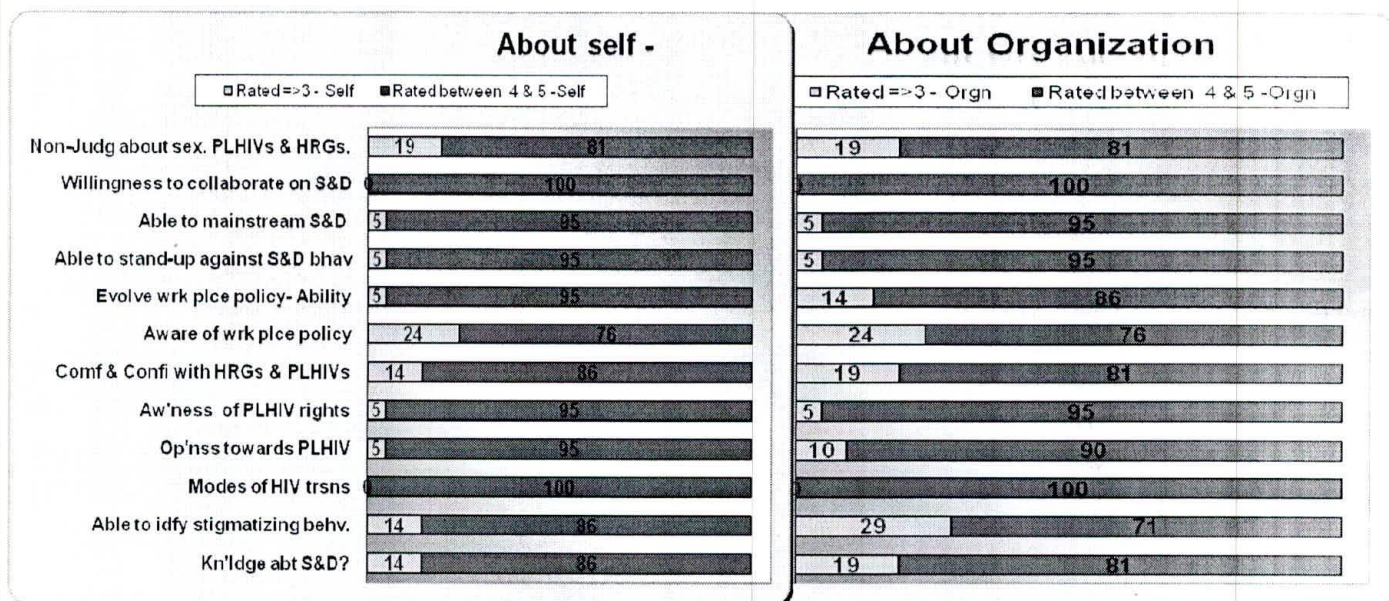 About self -
Rated =>3 - Self Rated between 4 & 5 -Self
Non-Judg about sex. PLHIVs & HRGs. 19 81
Willingness to collaborate on S&D 0 100
Able to mainstream S&D 5 95
Able to stand-up against S&D bhav 5 95
Evolve wrk plce policy- Ability 5 95
Aware of wrk plce policy 24 76
Comf & Confi with HRGs & PLHIVs 14 86
Aw'ness of PLHIV rights 5 95
Op'nss towards PLHIV 5 95
Modes of HIV trsns 0 100
Able to idfy stigmatizing behv. 14 86
Kn'ldge abt S&D? 14 86
About Organization
Rated =>3 - Orgn Rated between 4 & 5 -Orgn
19 81
0 100
5 95
5 95
14 86
24 76
19 81
5 95
10 90
0 100
29 71
19 81